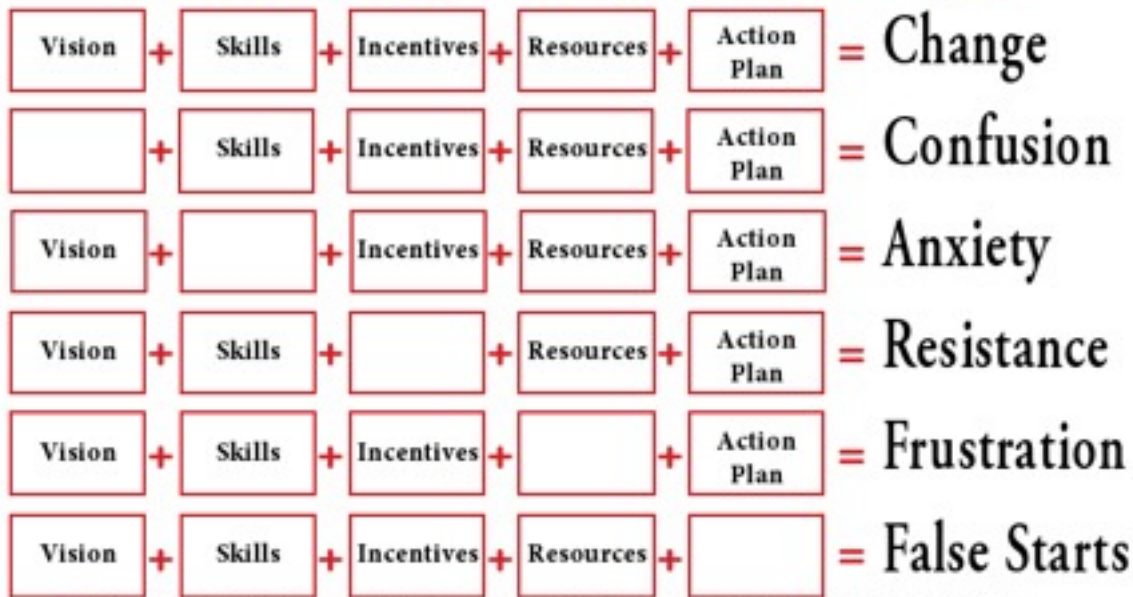 Vision + Skills + Incentives + Resources + Action Plan = Change
+ Skills + Incentives + Resources + Action Plan = Confusion
Vision + + Incentives + Resources + Action Plan = Anxiety
Vision + Skills + + Resources + Action Plan = Resistance
Vision + Skills + Incentives + + Action Plan = Frustration
Vision + Skills + Incentives + Resources + = False Starts